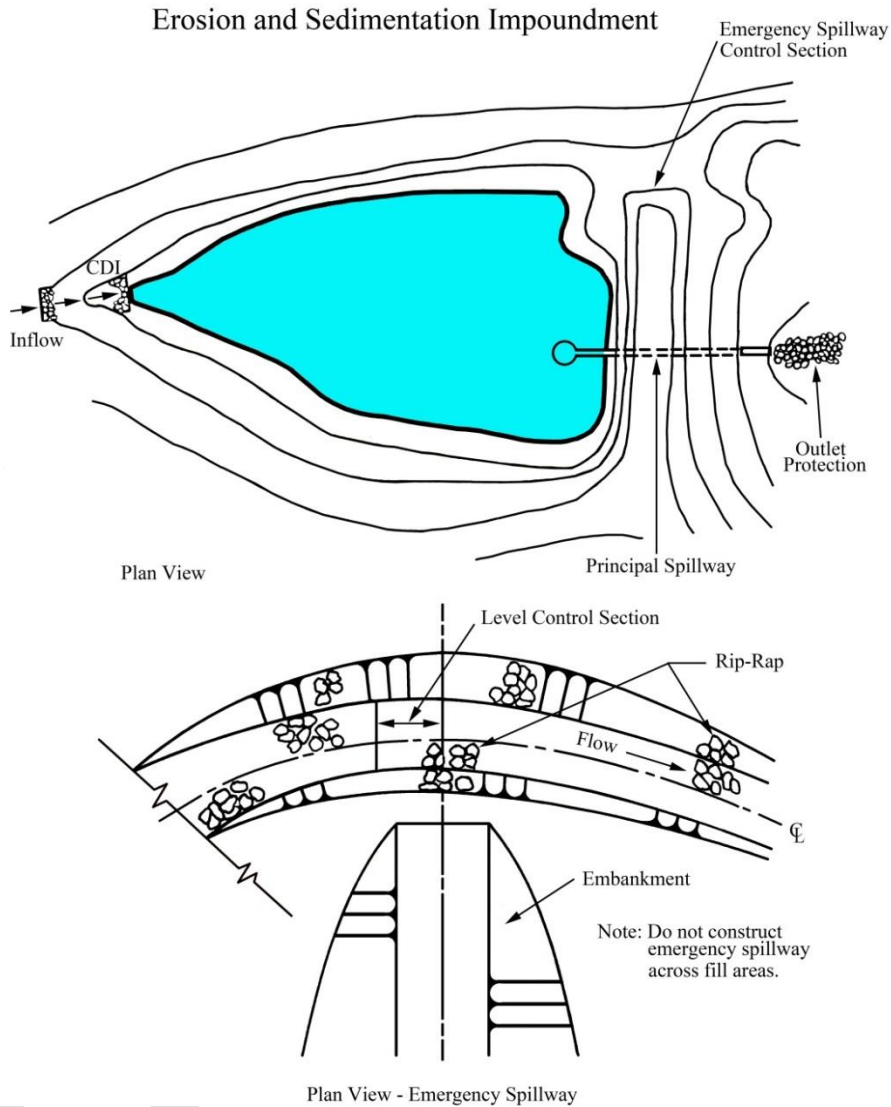 Erosion and Sedimentation Impoundment
Emergency Spillway
Control Section
CDI
Inflow
Outlet
Protection
Plan View
Principal Spillway
Level Control Section
Rip-Rap
Flow
℄
Embankment
Note: Do not construct
emergency spillway
across fill areas.
Plan View - Emergency Spillway